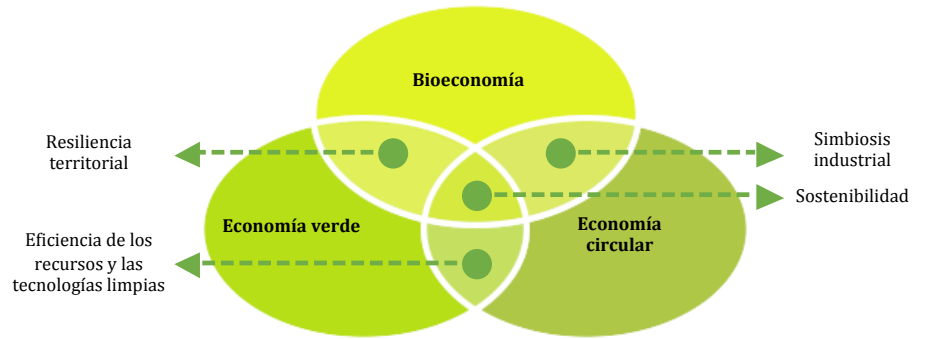 Bioeconomía
Resiliencia
territorial
Simbiosis
industrial
Sostenibilidad
Economía verde
Economía
circular
Eficiencia de los
recursos y las
tecnologías limpias